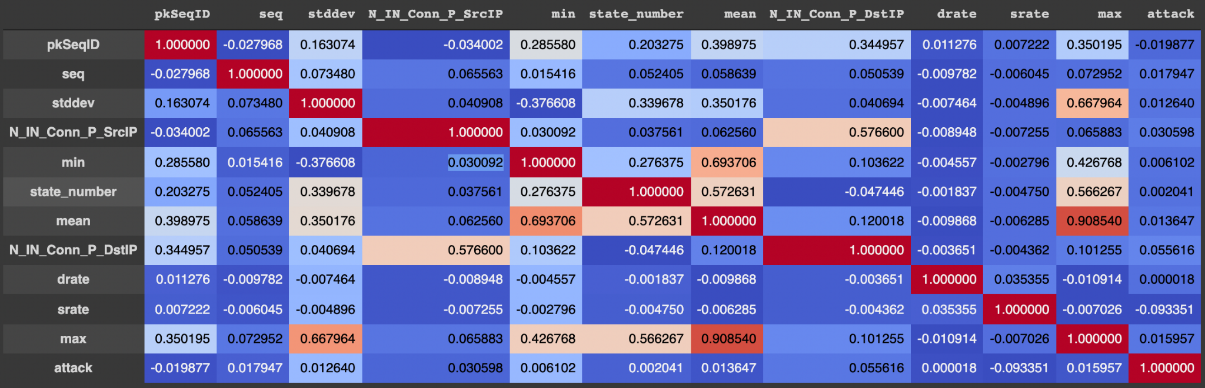 pkSeqID seq stddev N_IN_Conn_P_SrcIP min state_number mean N_IN_Conn_P_DstIP drate srate max attack
pkSeqID 1.000000 -0.027968 0.163074 -0.034002 0.285580 0.203275 0.398975 0.344957 0.011276 0.007222 0.350195 -0.019877
seq -0.027968 1.000000 0.073480 0.065563 0.015416 0.052405 0.058639 0.050539 -0.009782 -0.006045 0.072952 0.017947
stddev 0.163074 0.073480 1.000000 0.040908 -0.376608 0.339678 0.350176 0.040694 -0.007464 -0.004896 0.667964 0.012640
N_IN_Conn_P_SrcIP -0.034002 0.065563 0.040908 1.000000 0.030092 0.037561 0.062560 0.576600 -0.008948 -0.007255 0.065883 0.030598
min 0.285580 0.015416 -0.376608 0.030092 1.000000 0.276375 0.693706 0.103622 -0.004557 -0.002796 0.426768 0.006102
state_number 0.203275 0.052405 0.339678 0.037561 0.276375 1.000000 0.572631 -0.047446 -0.001837 -0.004750 0.566267 0.002041
mean 0.398975 0.058639 0.350176 0.062560 0.693706 0.572631 1.000000 0.120018 -0.009868 -0.006285 0.908540 0.013647
N_IN_Conn_P_DstIP 0.344957 0.050539 0.040694 0.576600 0.103622 -0.047446 0.120018 1.000000 -0.003651 -0.004362 0.101255 0.055616
drate 0.011276 -0.009782 -0.007464 -0.008948 -0.004557 -0.001837 -0.009868 -0.003651 1.000000 0.035355 -0.010914 0.000018
srate 0.007222 -0.006045 -0.004896 -0.007255 -0.002796 -0.004750 -0.006285 -0.004362 0.035355 1.000000 -0.007026 -0.093351
max 0.350195 0.072952 0.667964 0.065883 0.426768 0.566267 0.908540 0.101255 -0.010914 -0.007026 1.000000 0.015957
attack -0.019877 0.017947 0.012640 0.030598 0.006102 0.002041 0.013647 0.055616 0.000018 -0.093351 0.015957 1.000000